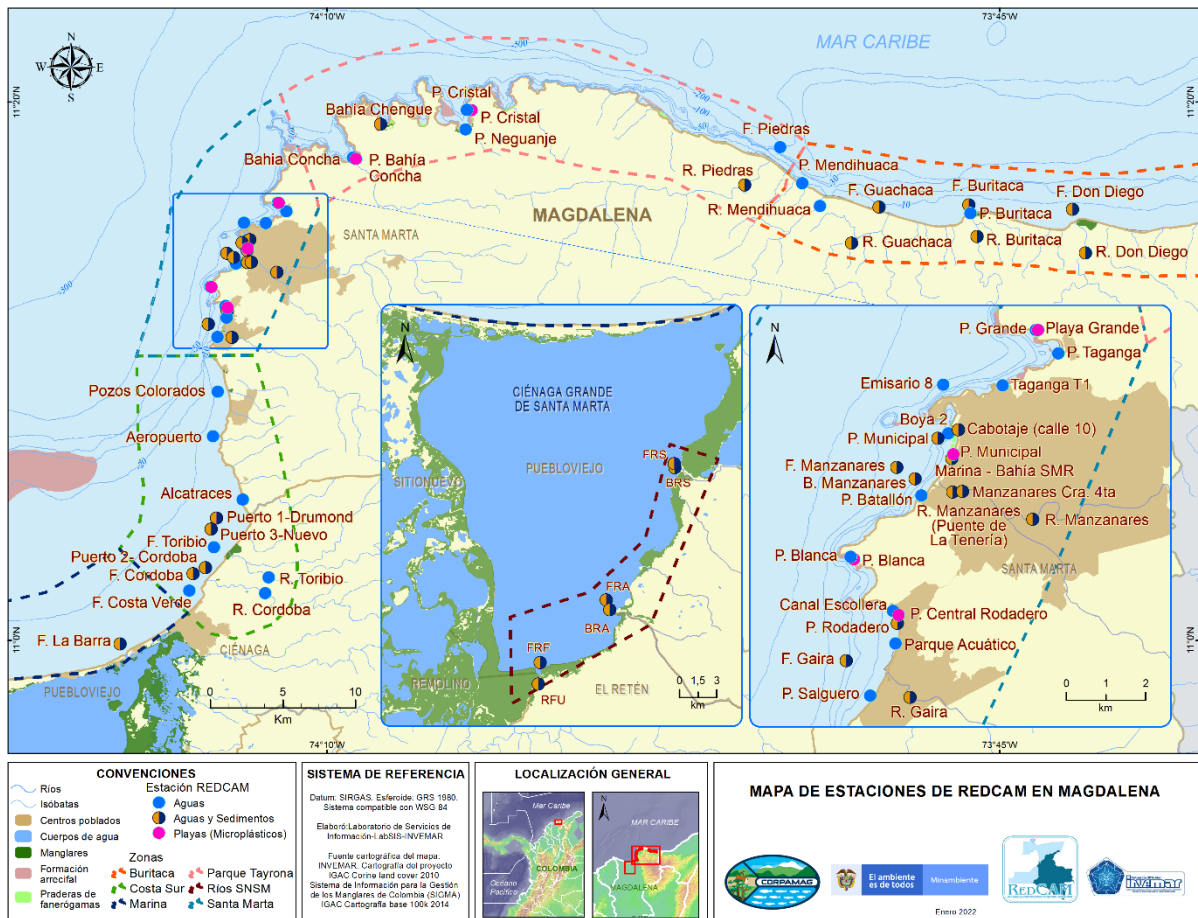 74°10'W
73°45'W
MAR CARIBE
N
W
E
S
11°20'N
11°20'N
-500
-200
-100
-50
P. Cristal
P. Cristal
Bahía Chengue
P. Neguanje
F. Piedras
Bahia Concha
P. Bahía
Concha
P. Mendihuaca
R. Piedras
F. Guachaca
F. Buritaca
F. Don Diego
10
P. Buritaca
MAGDALENA
R. Mendihuaca
SANTA MARTA
R. Guachaca
R. Buritaca
R. Don Diego
-500
Pozos Colorados
Aeropuerto
-20
Alcatraces
Puerto 1-Drumond
Puerto 3-Nuevo
F. Toribio
Puerto 2- Cordoba
F. Cordoba
R. Toribio
F. Costa Verde
R. Cordoba
F. La Barra
CIÉNAGA
PUEBLOVIEJO
0
5
10
Km
N
CIÉNAGA GRANDE
DE SANTA MARTA
FRS
PUEBLOVIEJO
BRS
SITIONUEVO
FRA
BRA
FRF
REMOLINO
EL RETÉN
RFU
0 1,5 3
km
N
P. Grande
Playa Grande
P. Taganga
Emisario 8
Taganga T1
Boya 2
Cabotaje (calle 10)
P. Municipal
P. Municipal
F. Manzanares
Marina - Bahía SMR
B. Manzanares
Manzanares Cra. 4ta
P. Batallón
R. Manzanares
(Puente de
La Tenería)
R. Manzanares
P. Blanca
P. Blanca
SANTA MARTA
Canal Escollera
P. Central Rodadero
P. Rodadero
Parque Acuático
F. Gaira
P. Salguero
R. Gaira
0
1
2
km
11°0'N
11°0'N
74°10'W
73°45'W
CONVENCIONES
Ríos
Isóbatas
Centros poblados
Cuerpos de agua
Manglares
Formación
arrecifal
Praderas de
fanerógamas
Estación REDCAM
Aguas
Aguas y Sedimentos
Playas (Microplásticos)
Zonas
Buritaca
Parque Tayrona
Costa Sur
Ríos SNSM
Marina
Santa Marta
SISTEMA DE REFERENCIA
Datum: SIRGAS. Esferoide: GRS 1980.
Sistema compatible con WSG 84
Elaboró:Laboratorio de Servicios de
Información-LabSIS-INVEMAR
Fuente cartográfica del mapa:
INVEMAR, Cartografía del proyecto
IGAC Corine land cover 2010
Sistema de Información para la Gestión
de los Manglares de Colombia (SIGMA)
IGAC Cartografía base 100k 2014
LOCALIZACIÓN GENERAL
Mar Caribe
COLOMBIA
Océano
Pacífico
N
MAR CARIBE
MAGDALENA
MAPA DE ESTACIONES DE REDCAM EN MAGDALENA
CORPAMAG
El ambiente
es de todos
Minambiente
REDCAM
invemar
Enero 2022